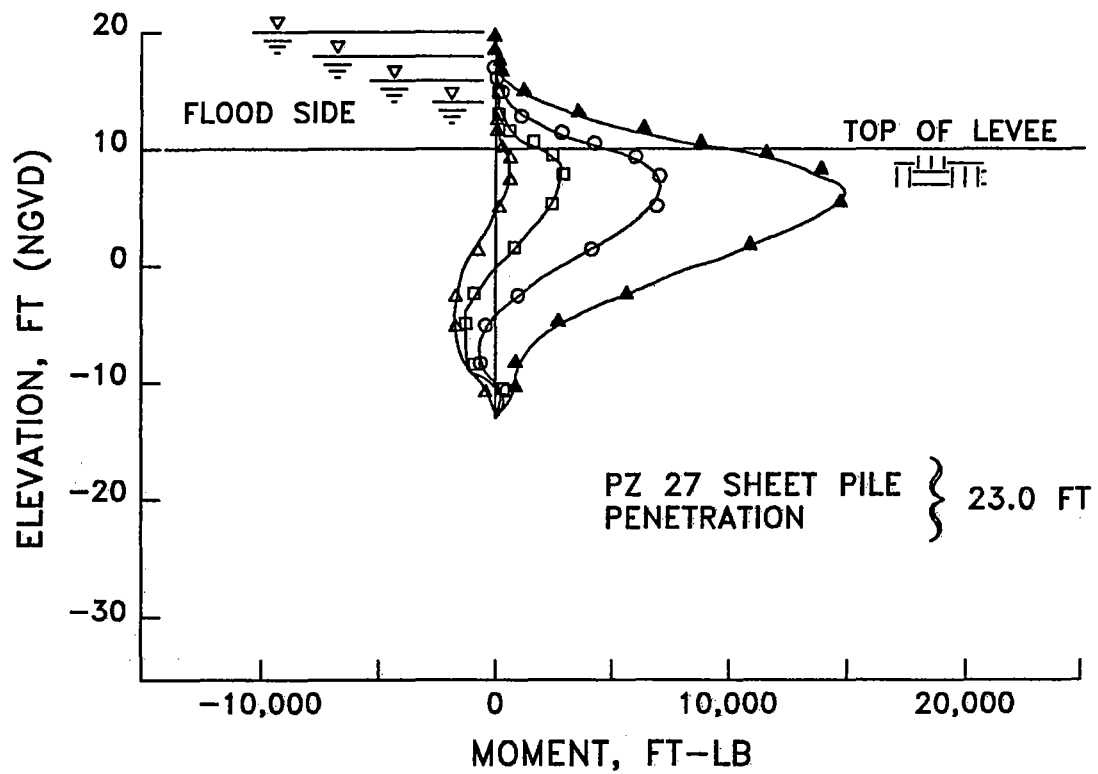 20
10
0
-10
-20
-30
ELEVATION, FT (NGVD)
FLOOD SIDE
TOP OF LEVEE
PZ 27 SHEET PILE
PENETRATION
23.0 FT
-10,000
0
10,000
20,000
MOMENT, FT-LB